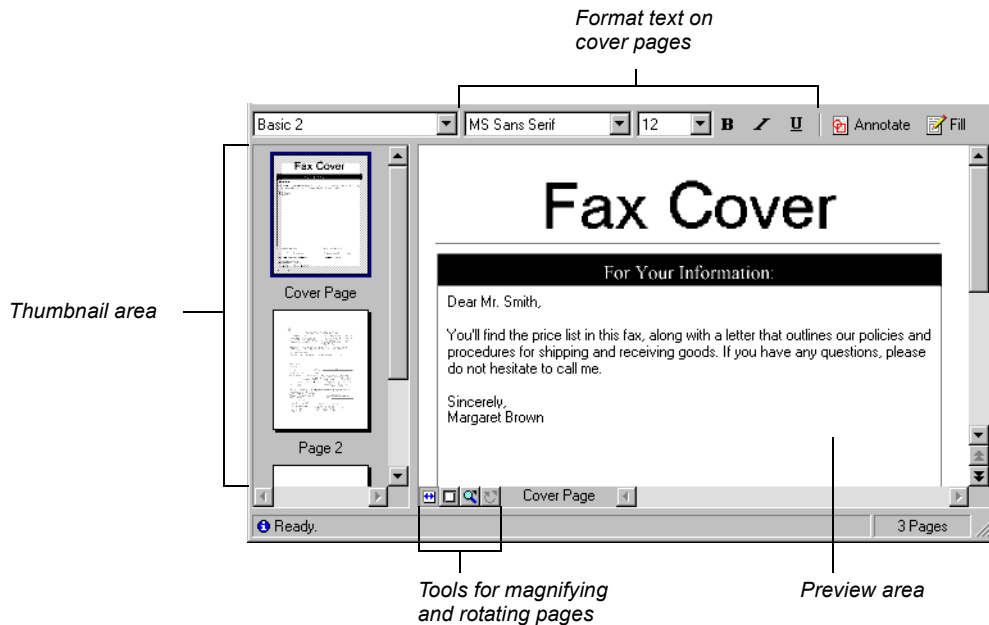 Format text on
cover pages
Basic 2
MS Sans Serif
12
B I U
Annotate
Fill
Fax Cover
Cover Page
Page 2
Thumbnail area
Fax Cover
For Your Information:
Dear Mr. Smith,
You'll find the price list in this fax, along with a letter that outlines our policies and
procedures for shipping and receiving goods. If you have any questions, please
do not hesitate to call me.
Sincerely,
Margaret Brown
Cover Page
Ready.
3 Pages
Tools for magnifying
and rotating pages
Preview area